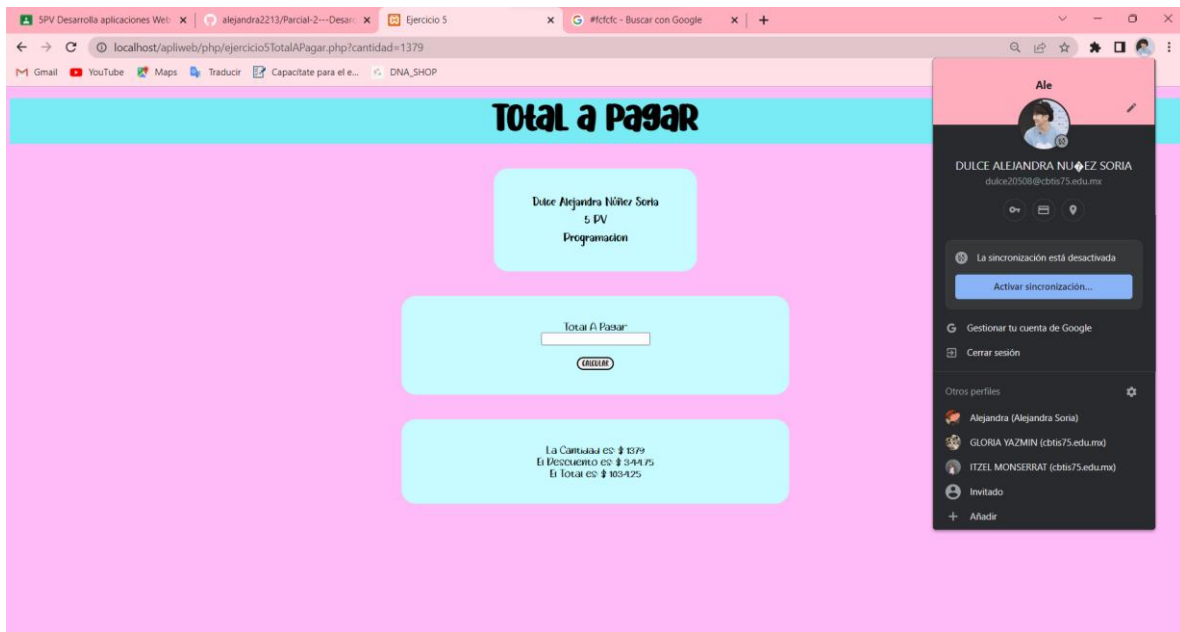 5PV Desarrolla aplicaciones Web
alejandra2213/Parcial-2---Desarr
Ejercicio 5
#fcfcfc - Buscar con Google
localhost/apliweb/php/ejercicio5TotalAPagar.php?cantidad=1379
Gmail YouTube Maps Traducir Capacítate para el e... DNA_SHOP
Total a Pagar
Dulce Alejandra Núñez Soria
5 PV
Programacion
Total A Pagar
CALCULAR
La Cantidad es: $ 1379
El Descuento es: $ 344.75
El Total es: $ 1034.25
Ale
DULCE ALEJANDRA NU�EZ SORIA
dulce20508@cbtis75.edu.mx
La sincronización está desactivada
Activar sincronización...
Gestionar tu cuenta de Google
Cerrar sesión
Otros perfiles
Alejandra (Alejandra Soria)
GLORIA YAZMIN (cbtis75.edu.mx)
ITZEL MONSERRAT (cbtis75.edu.mx)
Invitado
Añadir